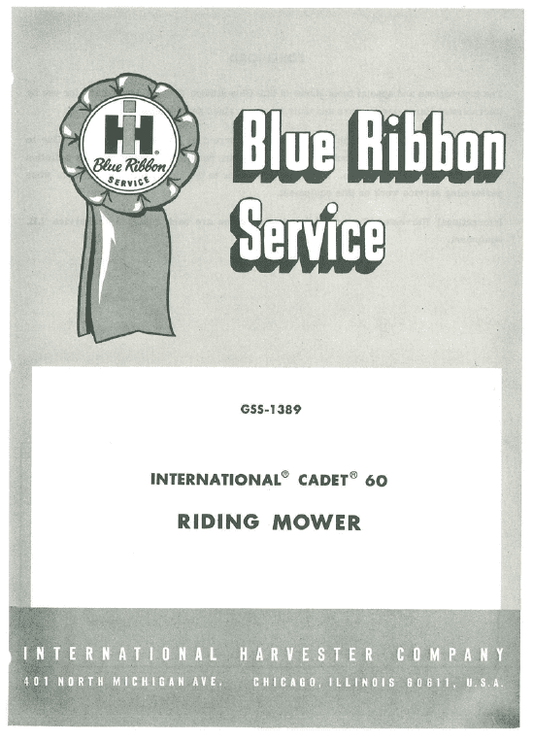 IH®
Blue Ribbon
SERVICE
Blue Ribbon
Service
GSS-1389
INTERNATIONAL® CADET® 60
RIDING MOWER
INTERNATIONAL HARVESTER COMPANY
401 NORTH MICHIGAN AVE. CHICAGO, ILLINOIS 60611, U.S.A.